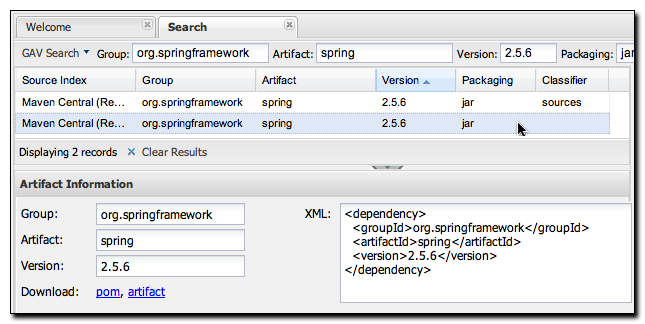 Welcome
Search
GAV Search Group: org.springframework Artifact: spring Version: 2.5.6 Packaging: jar
Source Index Group Artifact Version Packaging Classifier
Maven Central (Re... org.springframework spring 2.5.6 jar sources
Maven Central (Re... org.springframework spring 2.5.6 jar
Displaying 2 records Clear Results
Artifact Information
Group: org.springframework
Artifact: spring
Version: 2.5.6
Download: pom, artifact
XML:
<dependency>
<groupId>org.springframework</groupId>
<artifactId>spring</artifactId>
<version>2.5.6</version>
</dependency>